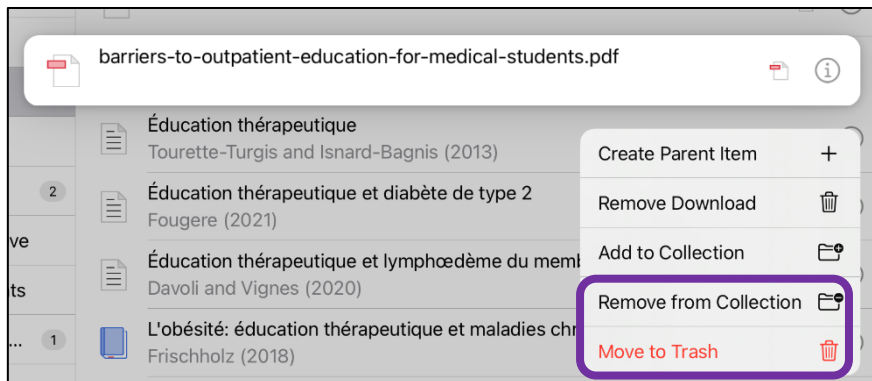 barriers-to-outpatient-education-for-medical-students.pdf
Éducation thérapeutique
Tourette-Turgis and Isnard-Bagnis (2013)
Create Parent Item
2
Éducation thérapeutique et diabète de type 2
Fougere (2021)
Remove Download
ve
Éducation thérapeutique et lymphœdème du
Add to Collection
ts
Davoli and Vignes (2020)
Remove from Collection
... 1
L'obésité: éducation thérapeutique et maladies
Frischholz (2018)
Move to Trash